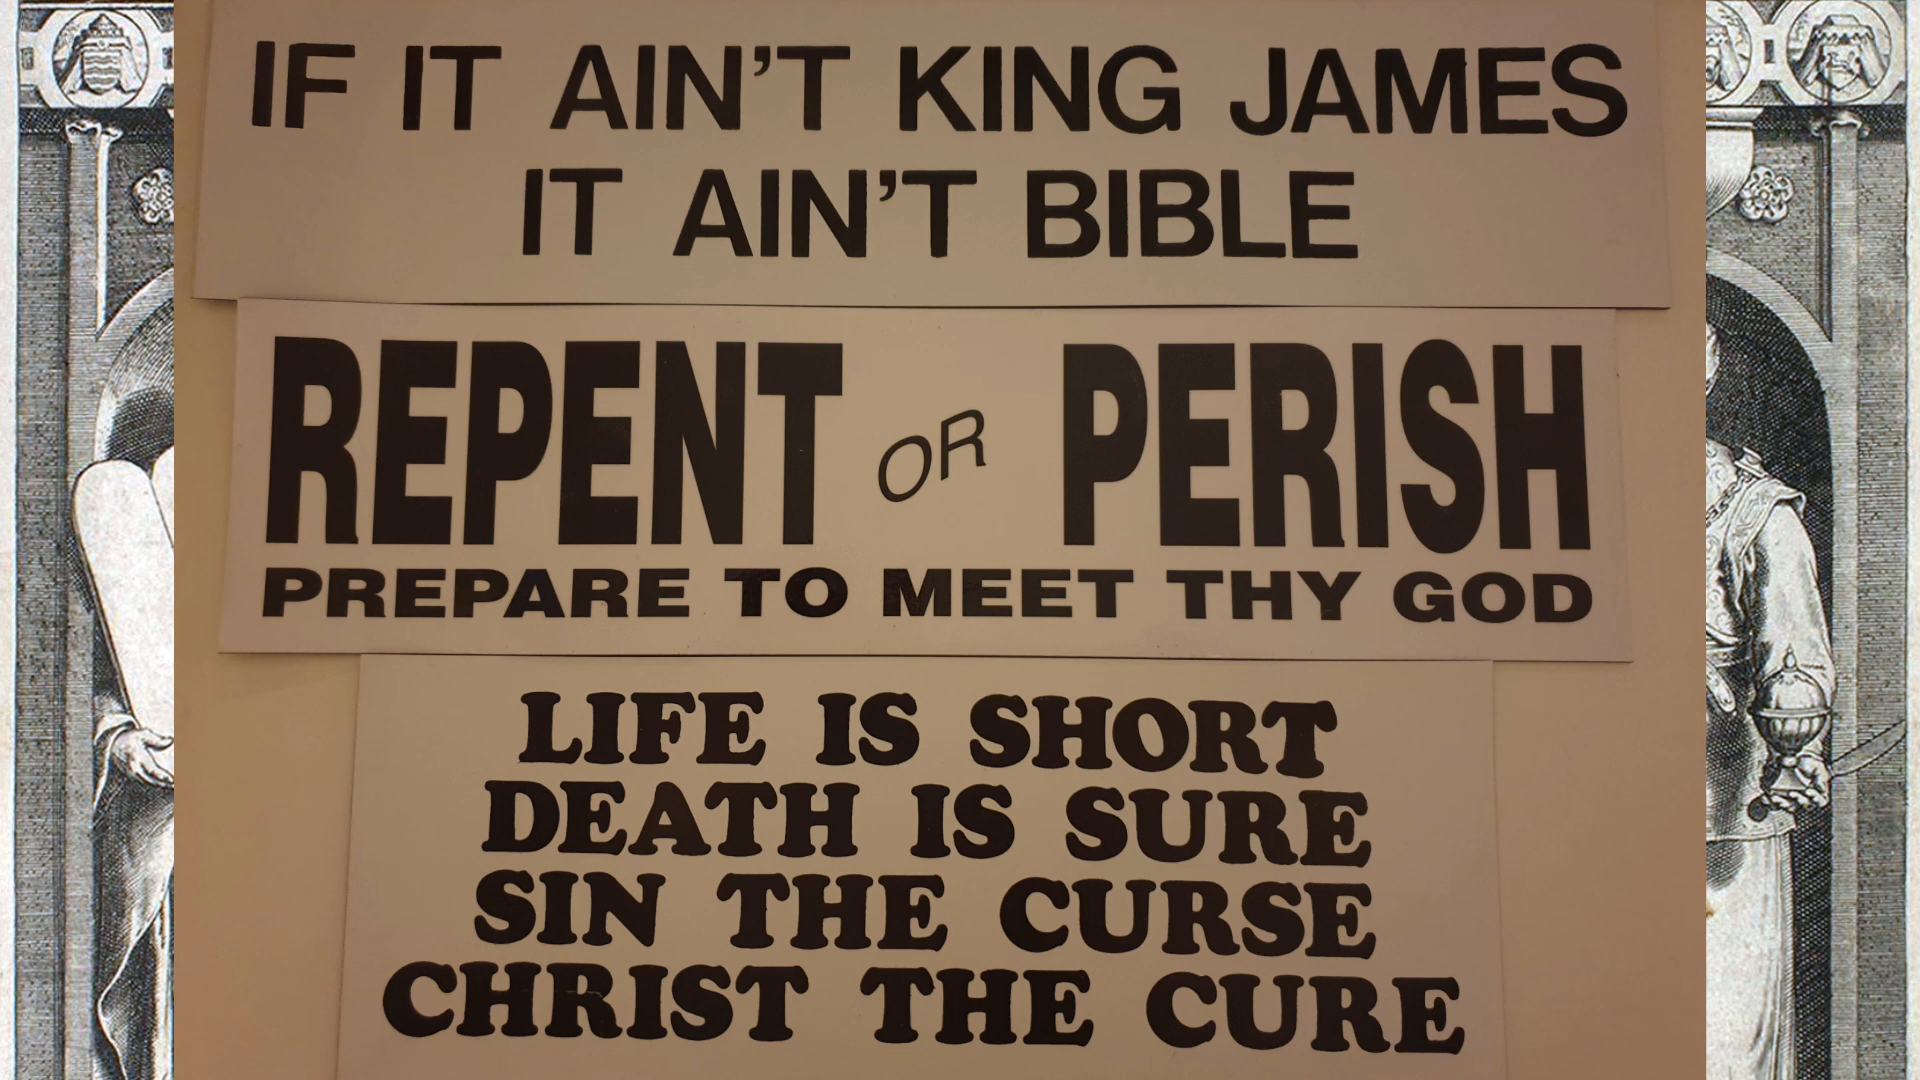 IF IT AIN'T KING JAMES
IT AIN'T BIBLE
REPENT OR PERISH
PREPARE TO MEET THY GOD
LIFE IS SHORT
DEATH IS SURE
SIN THE CURSE
CHRIST THE CURE